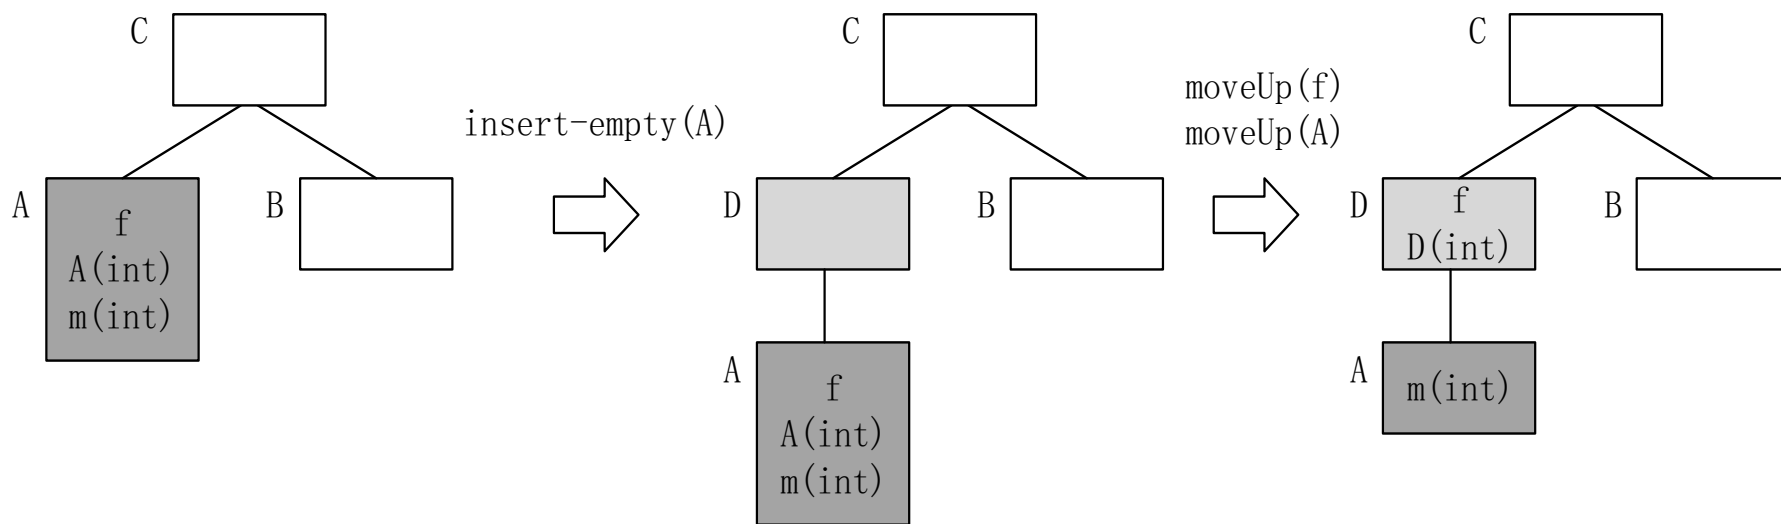 C
A
f
A(int)
m(int)
B
insert-empty(A)
C
D
B
A
f
A(int)
m(int)
moveUp(f)
moveUp(A)
C
D
f
D(int)
B
A
m(int)